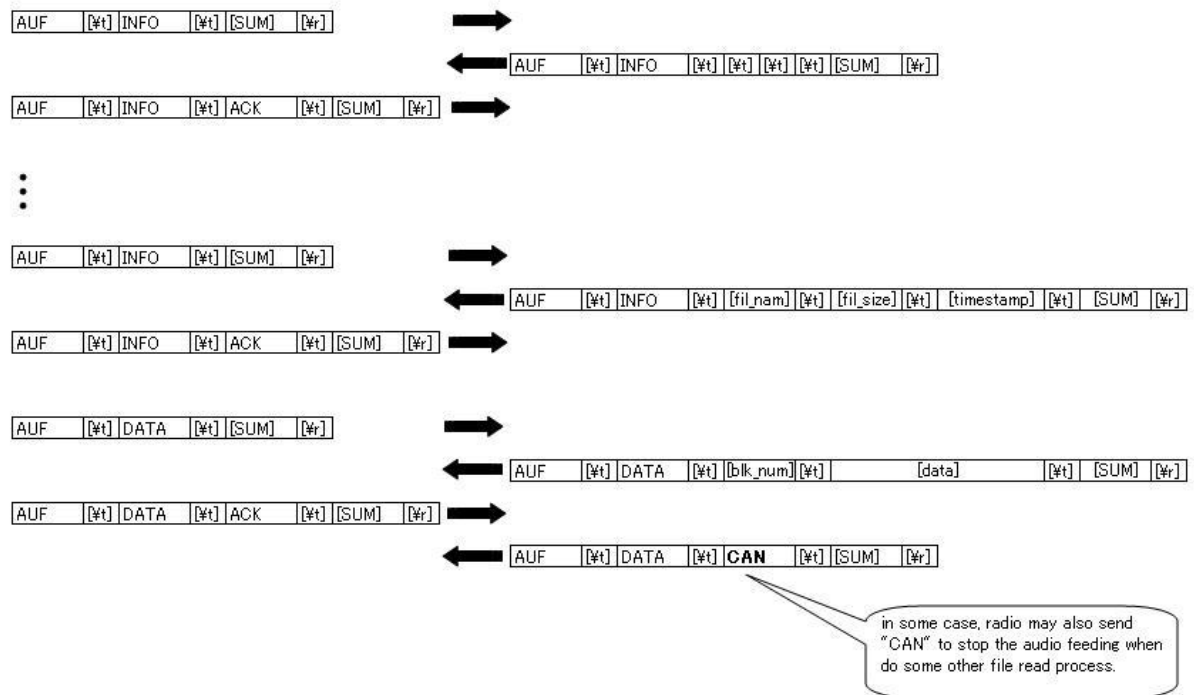 AUF [¥t] INFO [¥t] [SUM] [¥r]
AUF [¥t] INFO [¥t] [¥t] [¥t] [¥t] [SUM] [¥r]
AUF [¥t] INFO [¥t] ACK [¥t] [SUM] [¥r]
AUF [¥t] INFO [¥t] [SUM] [¥r]
AUF [¥t] INFO [¥t] [fil_nam] [¥t] [fil_size] [¥t] [timestamp] [¥t] [SUM] [¥r]
AUF [¥t] INFO [¥t] ACK [¥t] [SUM] [¥r]
AUF [¥t] DATA [¥t] [SUM] [¥r]
AUF [¥t] DATA [¥t] [blk_num] [¥t] [data] [¥t] [SUM] [¥r]
AUF [¥t] DATA [¥t] ACK [¥t] [SUM] [¥r]
AUF [¥t] DATA [¥t] CAN [¥t] [SUM] [¥r]
in some case, radio may also send
"CAN" to stop the audio feeding when
do some other file read process.